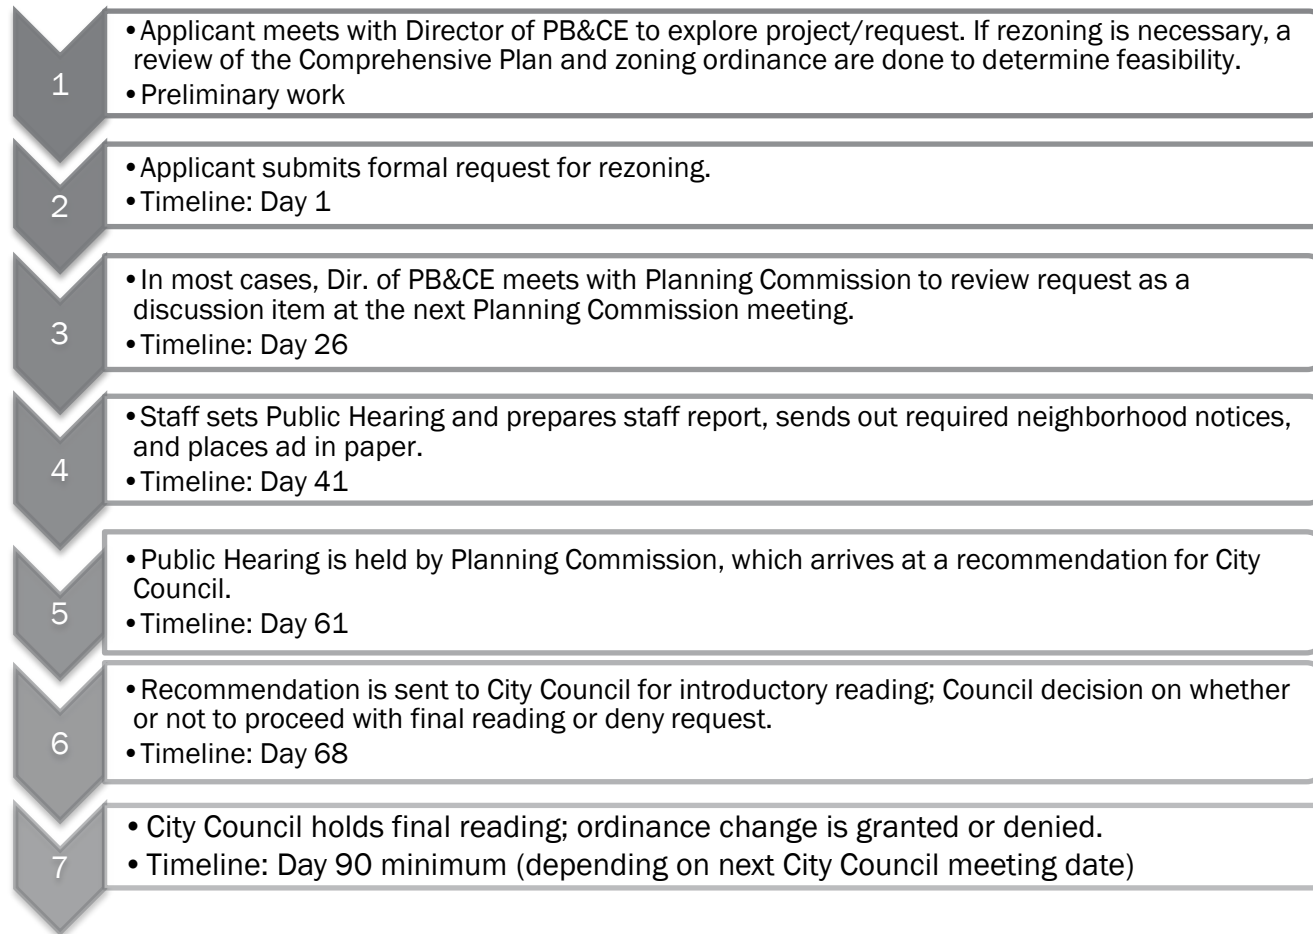 1
•Applicant meets with Director of PB&CE to explore project/request. If rezoning is necessary, a
review of the Comprehensive Plan and zoning ordinance are done to determine feasibility.
•Preliminary work
2
•Applicant submits formal request for rezoning.
•Timeline: Day 1
3
•In most cases, Dir. of PB&CE meets with Planning Commission to review request as a
discussion item at the next Planning Commission meeting.
•Timeline: Day 26
4
•Staff sets Public Hearing and prepares staff report, sends out required neighborhood notices,
and places ad in paper.
•Timeline: Day 41
5
•Public Hearing is held by Planning Commission, which arrives at a recommendation for City
Council.
•Timeline: Day 61
6
•Recommendation is sent to City Council for introductory reading; Council decision on whether
or not to proceed with final reading or deny request.
•Timeline: Day 68
7
• City Council holds final reading; ordinance change is granted or denied.
• Timeline: Day 90 minimum (depending on next City Council meeting date)